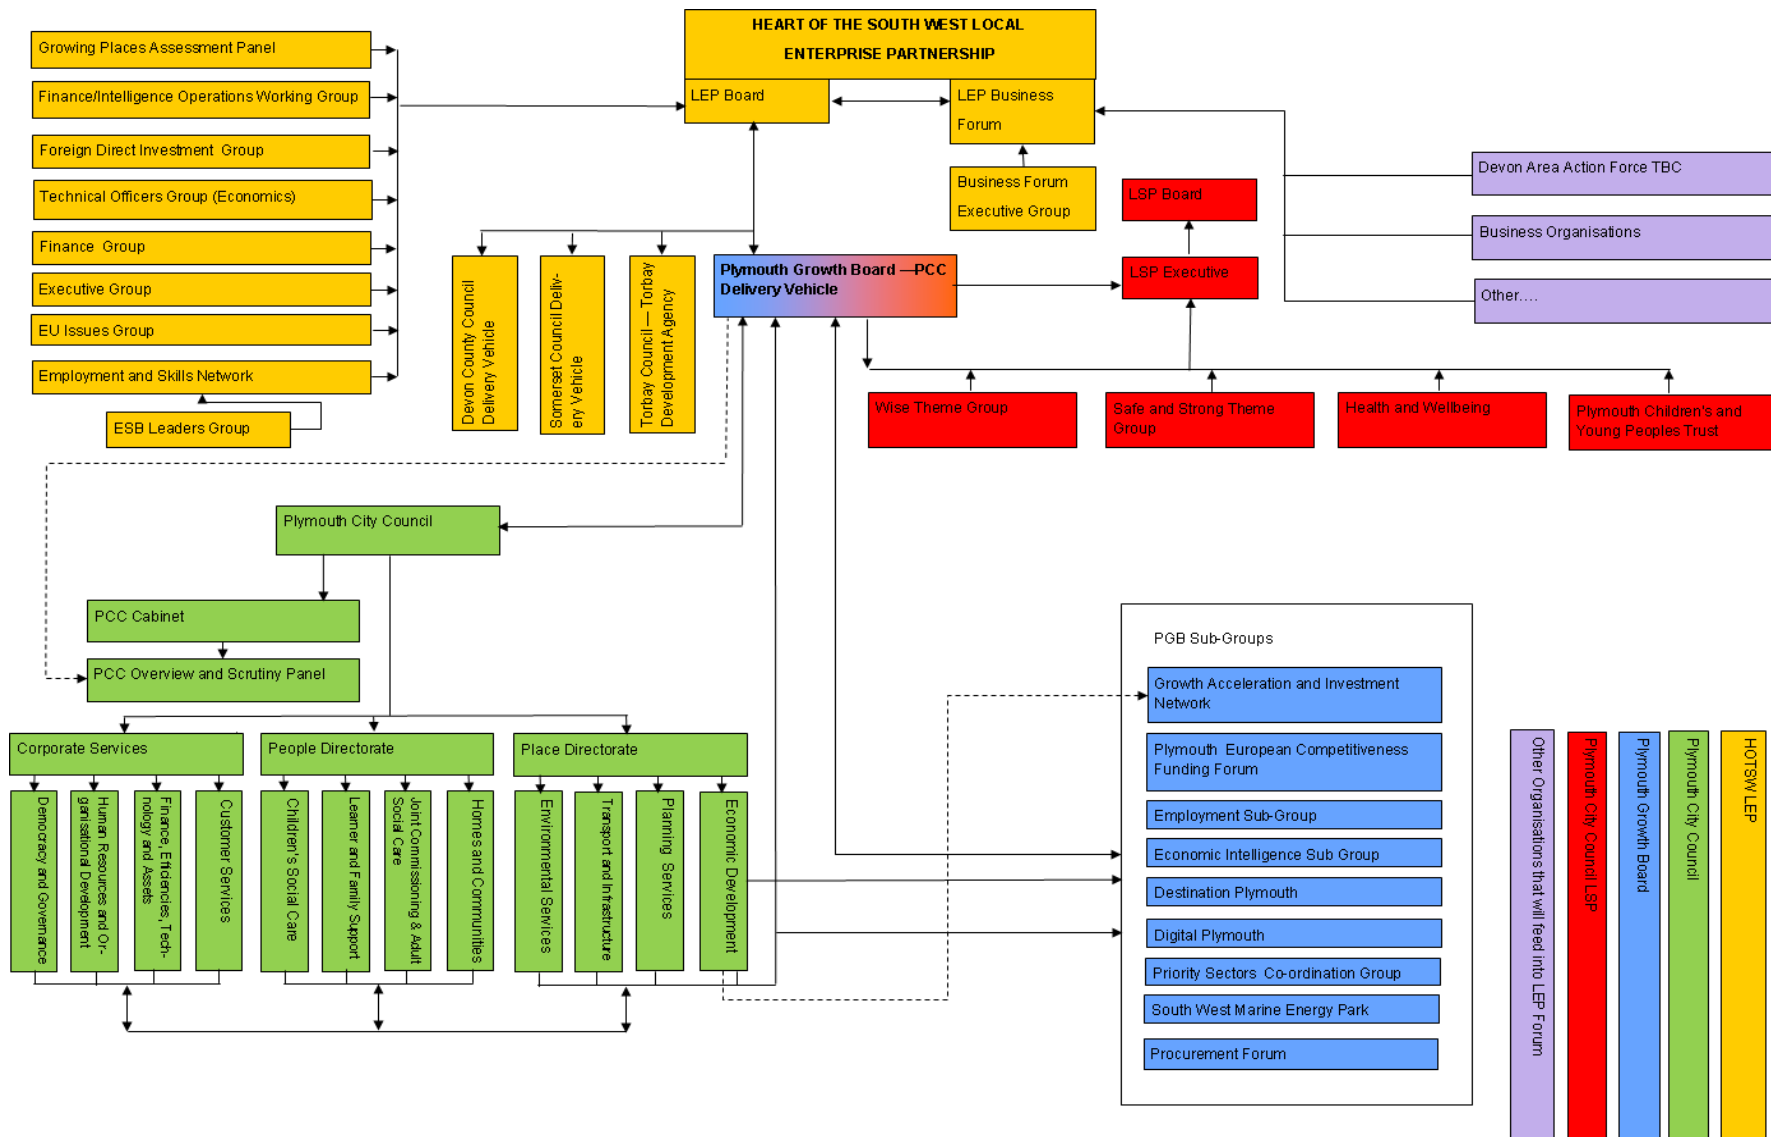 HEART OF THE SOUTH WEST LOCAL
ENTERPRISE PARTNERSHIP
LEP Board
LEP Business
Forum
Business Forum
Executive Group
Growing Places Assessment Panel
Finance/Intelligence Operations Working Group
Foreign Direct Investment Group
Technical Officers Group (Economics)
Finance Group
Executive Group
EU Issues Group
Employment and Skills Network
ESB Leaders Group
Devon County Council
Delivery Vehicle
Somerset Council Deliv-
ery Vehicle
Torbay Council — Torbay
Development Agency
Plymouth Growth Board —PCC
Delivery Vehicle
LSP Board
LSP Executive
Devon Area Action Force TBC
Business Organisations
Other....
Wise Theme Group
Safe and Strong Theme
Group
Health and Wellbeing
Plymouth Children's and
Young Peoples Trust
Plymouth City Council
PCC Cabinet
PCC Overview and Scrutiny Panel
Corporate Services
People Directorate
Place Directorate
Democracy and Governance
Human Resources and Or-
ganisational Development
Finance, Efficiencies, Tech-
nology and Assets
Customer Services
Children's Social Care
Learner and Family Support
Joint Commissioning & Adult
Social Care
Homes and Communities
Environmental Services
Transport and Infrastructure
Planning Services
Economic Development
PGB Sub-Groups
Growth Acceleration and Investment
Network
Plymouth European Competitiveness
Funding Forum
Employment Sub-Group
Economic Intelligence Sub Group
Destination Plymouth
Digital Plymouth
Priority Sectors Co-ordination Group
South West Marine Energy Park
Procurement Forum
Other Organisations that will feed into LEP Forum
Plymouth City Council LSP
Plymouth Growth Board
Plymouth City Council
HOTSW LEP